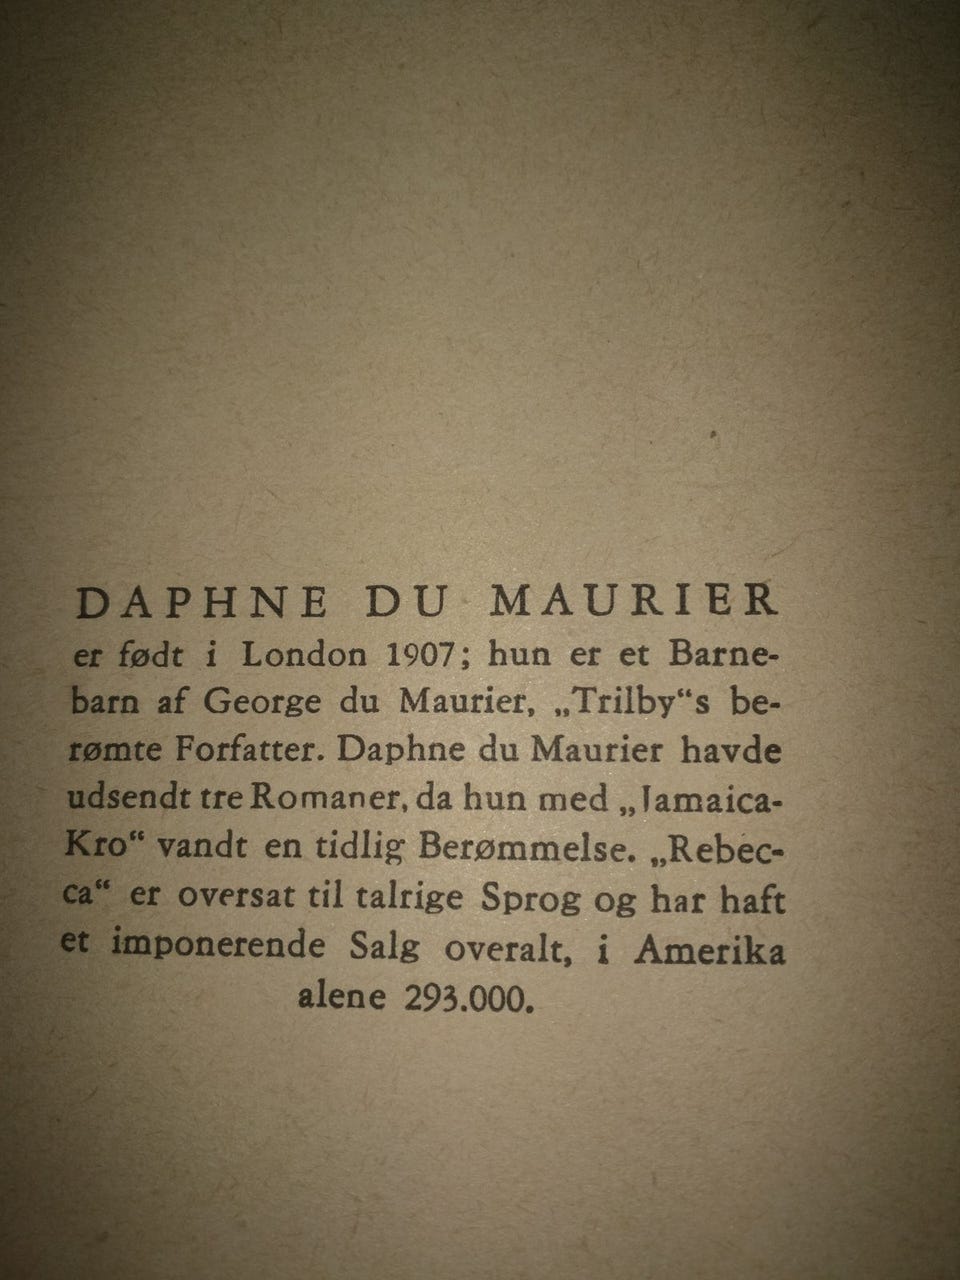 DAPHNE DU MAURIER
er født i London 1907; hun er et Barne-
barn af George du Maurier, „Trilby“s be-
rømte Forfatter. Daphne du Maurier havde
udsendt tre Romaner, da hun med „Jamaica-
Kro“ vandt en tidlig Berømmelse. „Rebec-
ca“ er oversat til talrige Sprog og har haft
et imponerende Salg overalt, i Amerika
alene 293.000.